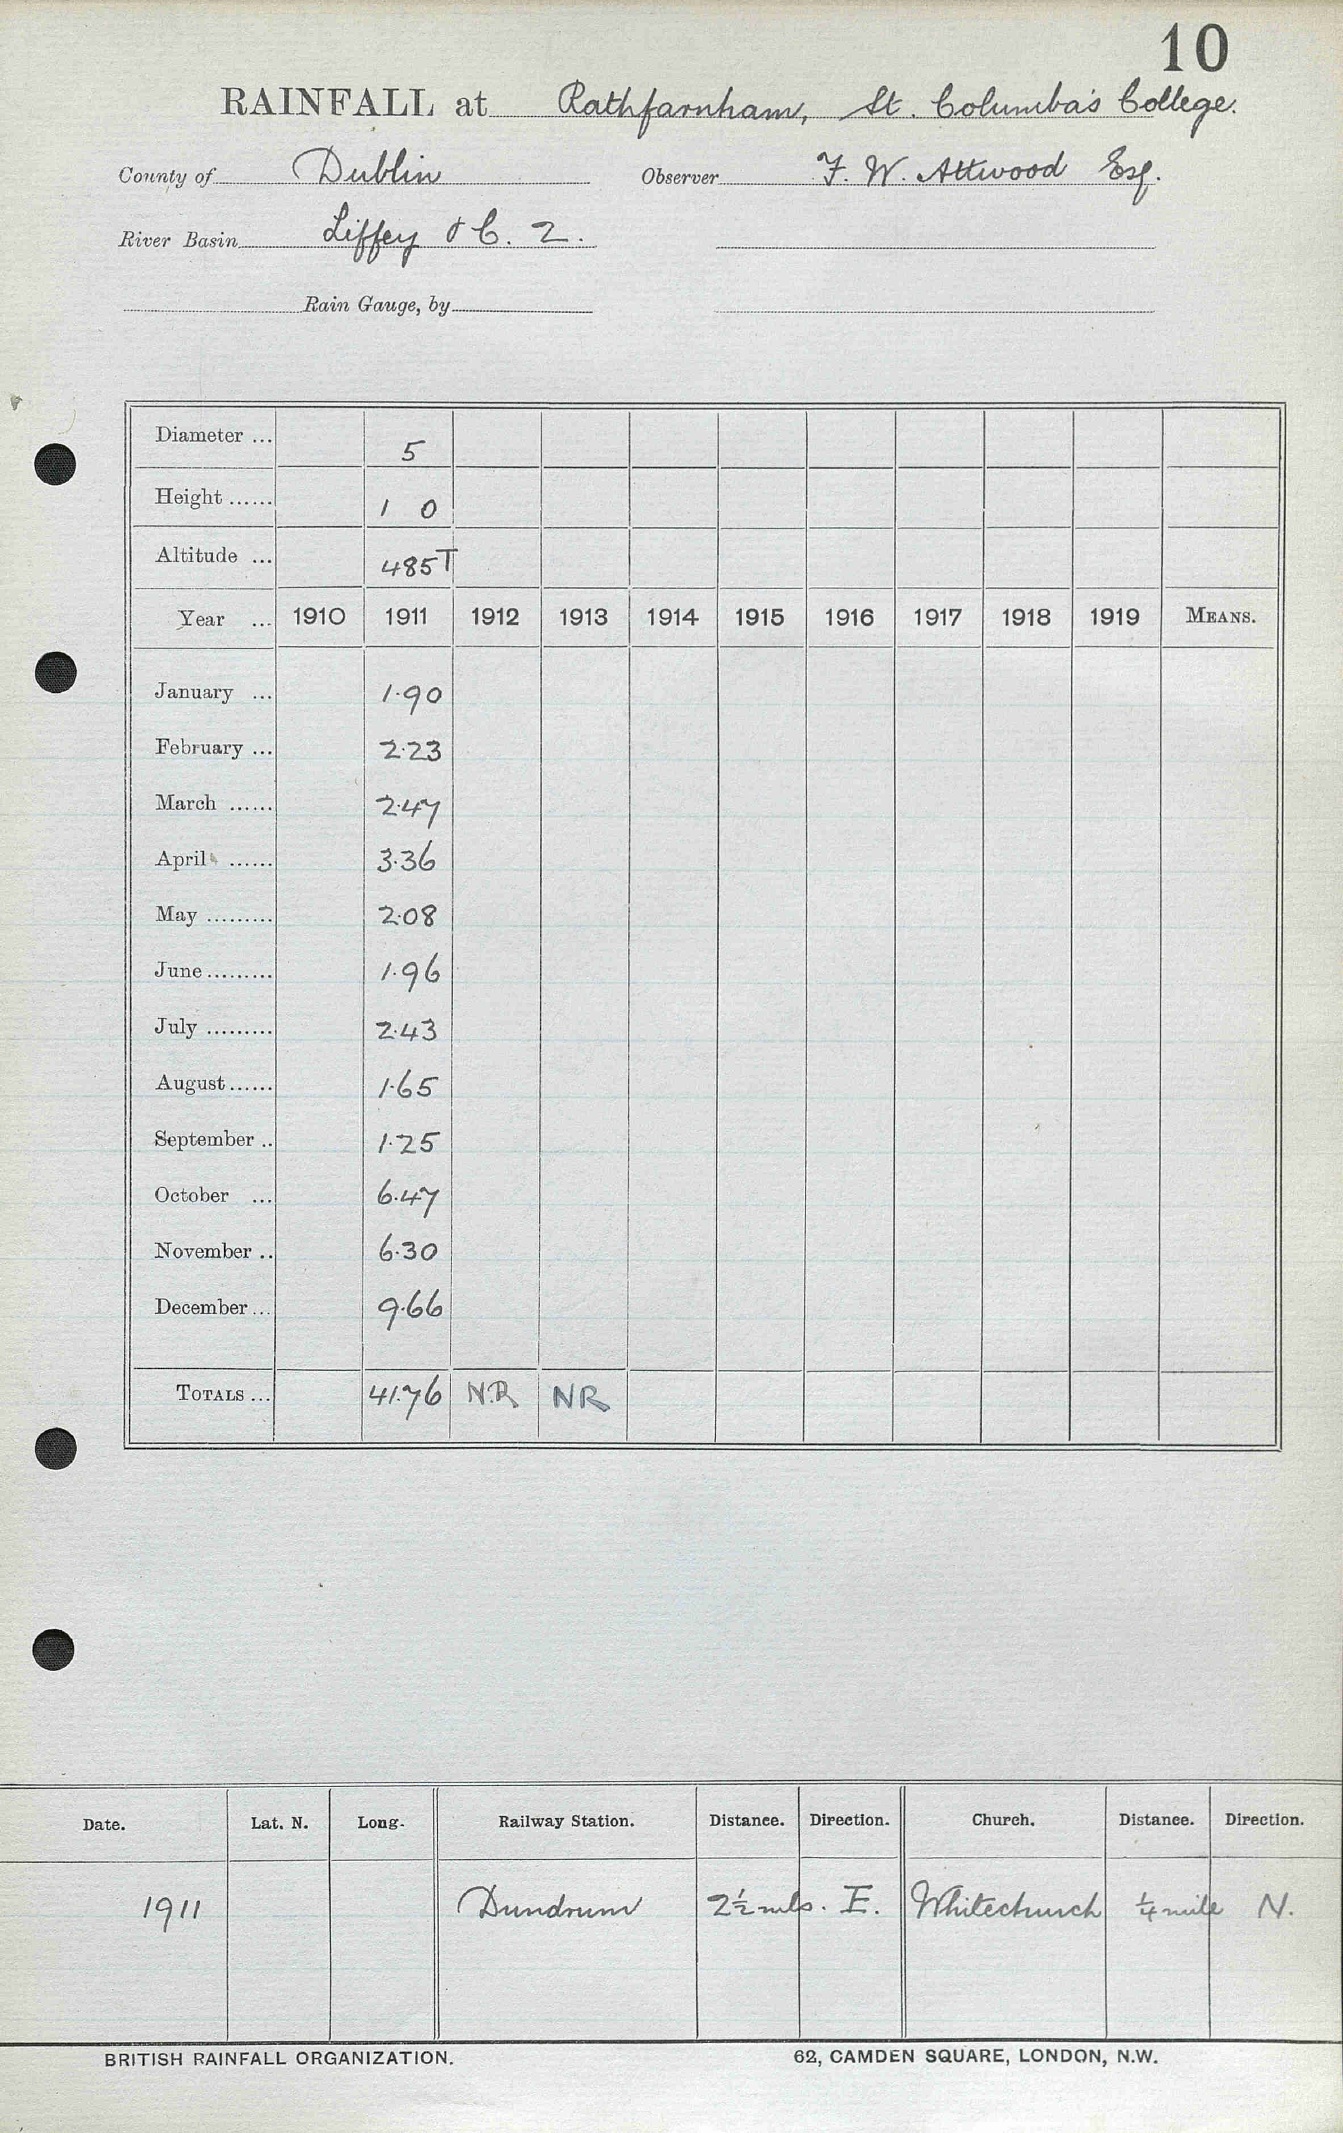 10
RAINFALL at Rathfarnham, St. Columba's College.
County of Dublin Observer F. W. Attwood Esq.
River Basin Liffey &C. 2.
Rain Gauge, by
Diameter ... 5
Height ...... 1 0
Altitude ... 485T
Year ... 1910 1911 1912 1913 1914 1915 1916 1917 1918 1919 MEANS.
January ... 1.90
February ... 2.23
March ...... 2.47
April ...... 3.36
May ......... 2.08
June ......... 1.96
July ......... 2.43
August ...... 1.65
September .. 1.25
October ... 6.47
November .. 6.30
December ... 9.66
TOTALS ... 41.76 N.R NR
Date. Lat. N. Long. Railway Station. Distance. Direction. Church. Distance. Direction.
1911 Dundrum 2½ mls. E. Whitechurch ¼ mile N.
BRITISH RAINFALL ORGANIZATION. 62, CAMDEN SQUARE, LONDON, N.W.